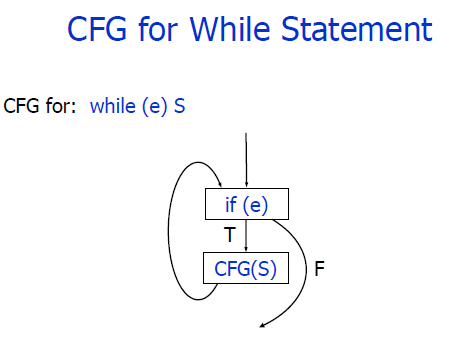 CFG for While Statement
CFG for: while (e) S
if (e)
T
CFG(S)
F